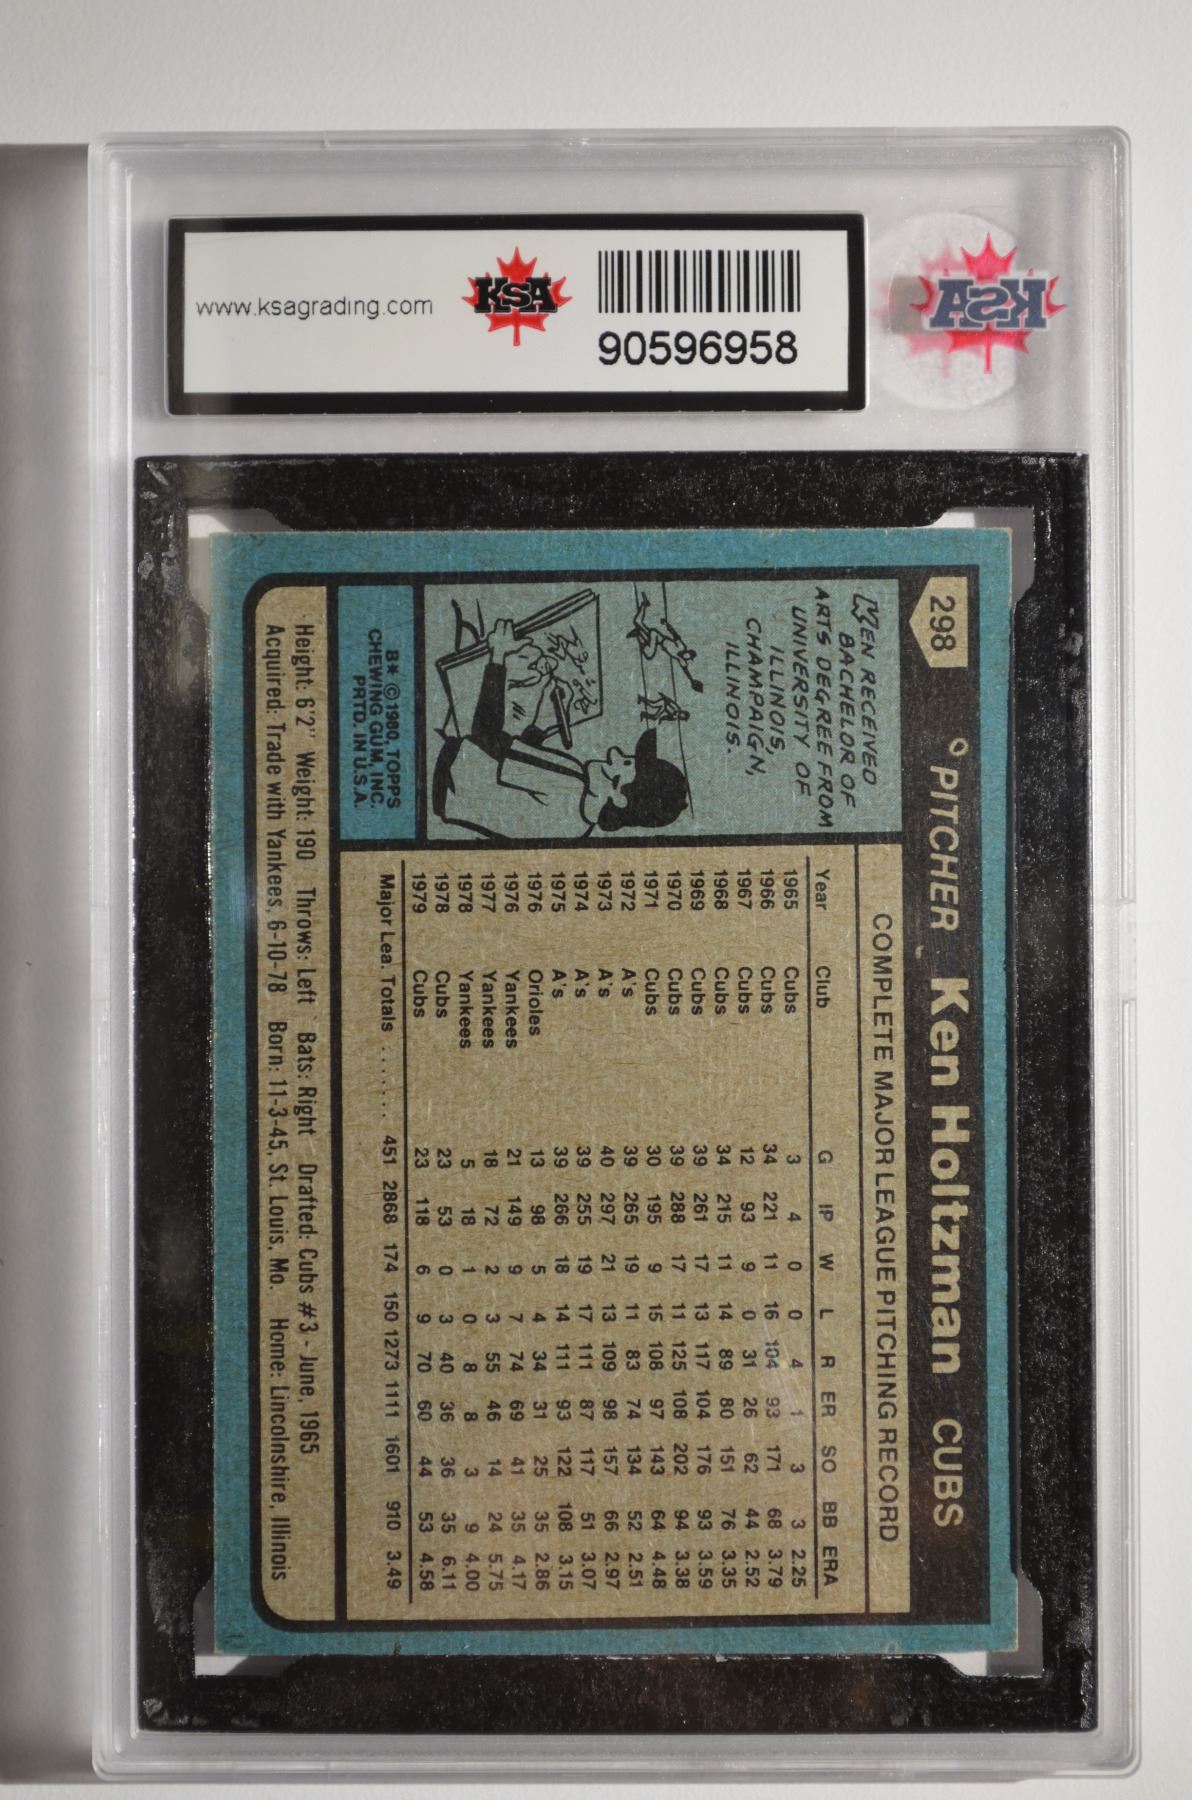 www.ksagrading.com
KSA
90596958
KSA
298
PITCHER Ken Holtzman CUBS
KEN RECEIVED
BACHELOR OF
ARTS DEGREE FROM
UNIVERSITY OF
ILLINOIS,
CHAMPAIGN,
ILLINOIS.
B* ©1980, TOPPS
CHEWING GUM, INC.
PRTD. IN U.S.A.
COMPLETE MAJOR LEAGUE PITCHING RECORD
Year Club G IP W L R ER SO BB ERA
1965 Cubs 3 4 0 0 4 1 3 3 2.25
1966 Cubs 34 221 11 16 104 93 171 68 3.79
1967 Cubs 12 93 9 0 31 26 62 44 2.52
1968 Cubs 34 215 11 14 89 80 151 76 3.35
1969 Cubs 39 261 17 13 117 104 176 93 3.59
1970 Cubs 39 288 17 11 125 108 202 94 3.38
1971 Cubs 30 195 9 15 108 97 143 64 4.48
1972 A's 39 265 19 11 83 74 134 52 2.51
1973 A's 40 297 21 13 109 98 157 66 2.97
1974 A's 39 255 19 17 111 87 117 51 3.07
1975 A's 39 266 18 14 111 93 122 108 3.15
1976 Orioles 13 98 5 4 34 31 25 35 2.86
1976 Yankees 21 149 9 7 74 69 41 35 4.17
1977 Yankees 18 72 2 3 55 46 14 24 5.75
1978 Yankees 5 18 1 0 8 8 3 9 4.00
1978 Cubs 23 53 0 3 40 36 36 35 6.11
1979 Cubs 23 118 6 9 70 60 44 53 4.58
Major Lea. Totals ....... 451 2868 174 150 1273 1111 1601 910 3.49
Height: 6'2" Weight: 190 Throws: Left Bats: Right Drafted: Cubs #3 - June, 1965
Acquired: Trade with Yankees, 6-10-78 Born: 11-3-45, St. Louis, Mo. Home: Lincolnshire, Illinois